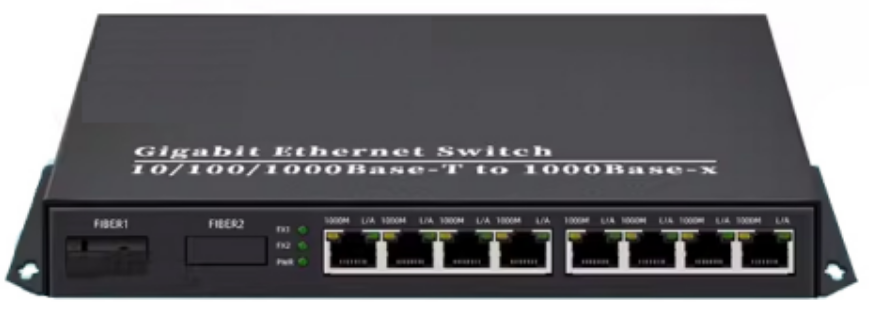 Gigabit Ethernet Switch
10/100/1000Base-T to 1000Base-x
FIBER1 FIBER2
FX1
FX2
PWR
1000M L/A 1000M L/A 1000M L/A 1000M L/A 1000M L/A 1000M L/A 1000M L/A 1000M L/A